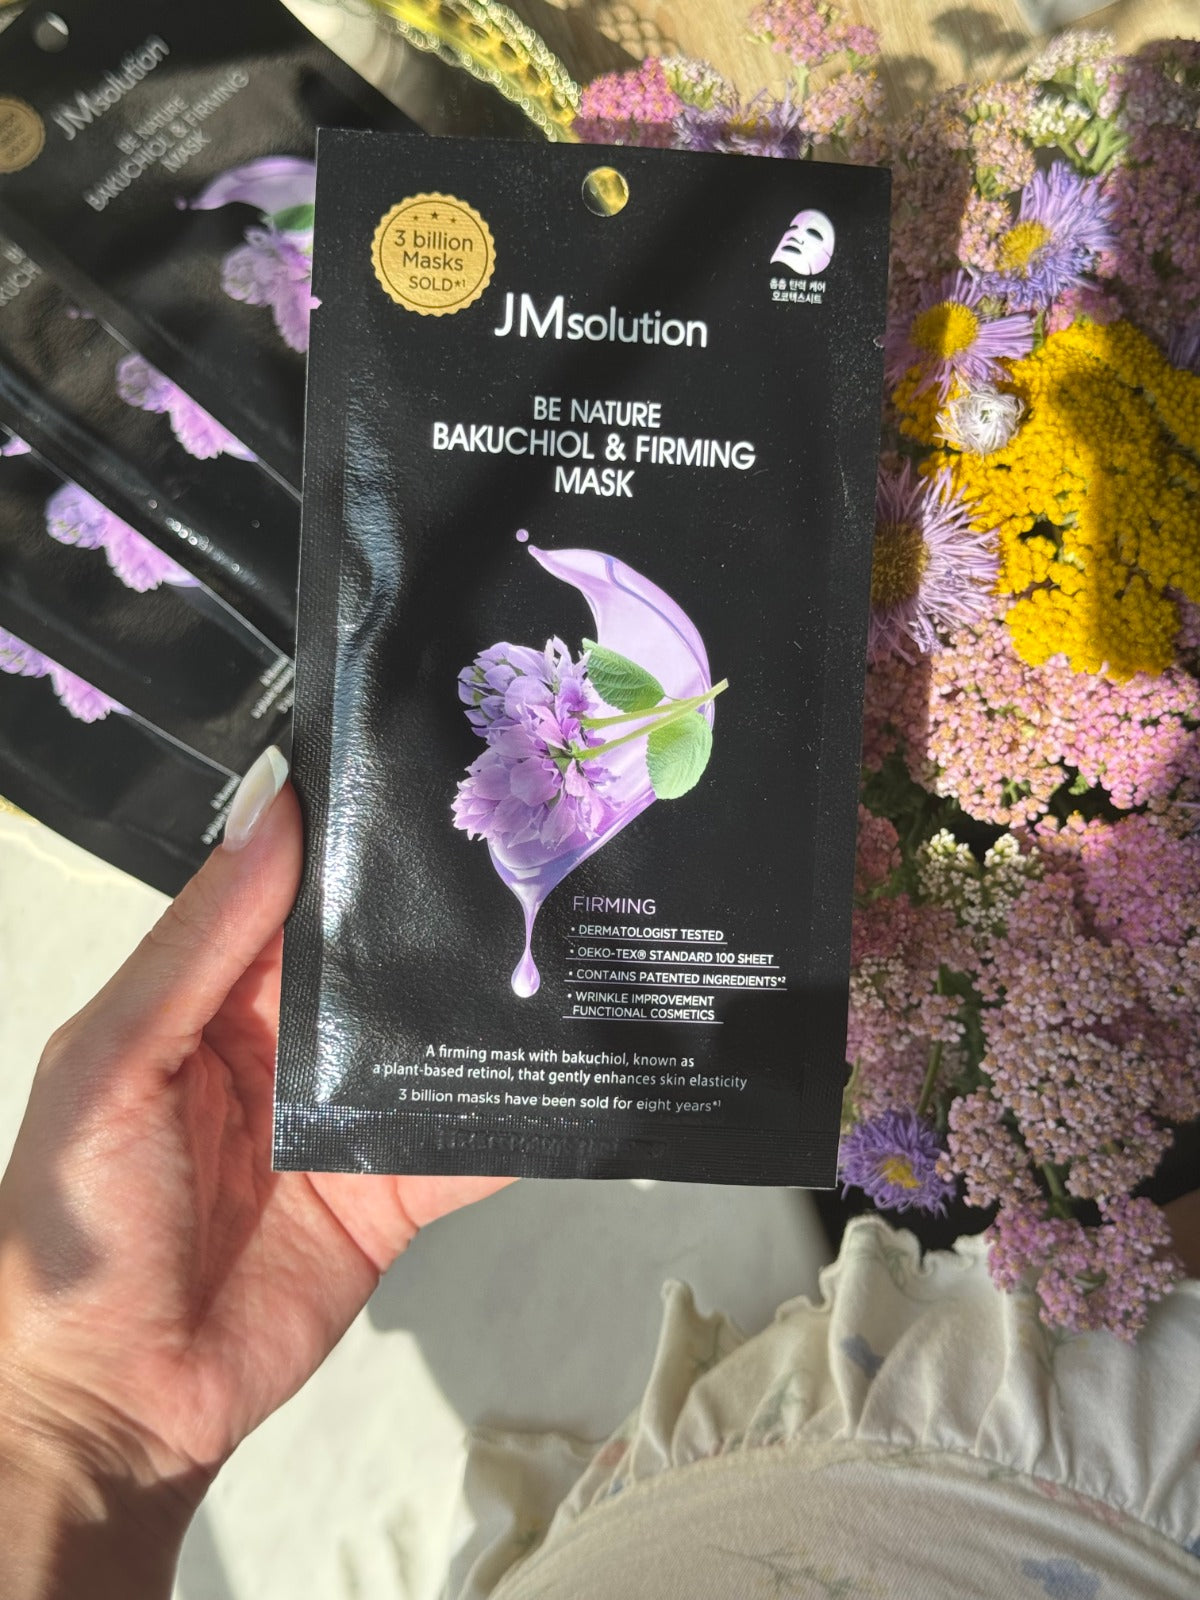 3 billion
Masks
SOLD*¹
촘촘 탄력 케어
오코텍스시트
JMsolution
BE NATURE
BAKUCHIOL & FIRMING
MASK
FIRMING
• DERMATOLOGIST TESTED
• OEKO-TEX® STANDARD 100 SHEET
• CONTAINS PATENTED INGREDIENTS*²
• WRINKLE IMPROVEMENT
FUNCTIONAL COSMETICS
A firming mask with bakuchiol, known as
a plant-based retinol, that gently enhances skin elasticity
3 billion masks have been sold for eight years*¹
JMsolution
BE NATURE
BAKUCHIOL & FIRMING
MASK